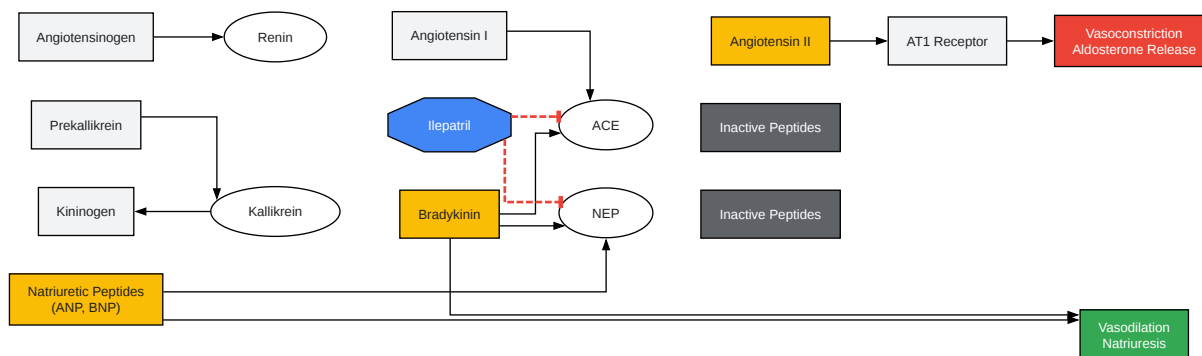 Angiotensinogen
Renin
Angiotensin I
Angiotensin II
AT1 Receptor
Vasoconstriction
Aldosterone Release
Prekallikrein
Ilepatril
ACE
Inactive Peptides
Kininogen
Kallikrein
Bradykinin
NEP
Inactive Peptides
Natriuretic Peptides
(ANP, BNP)
Vasodilation
Natriuresis